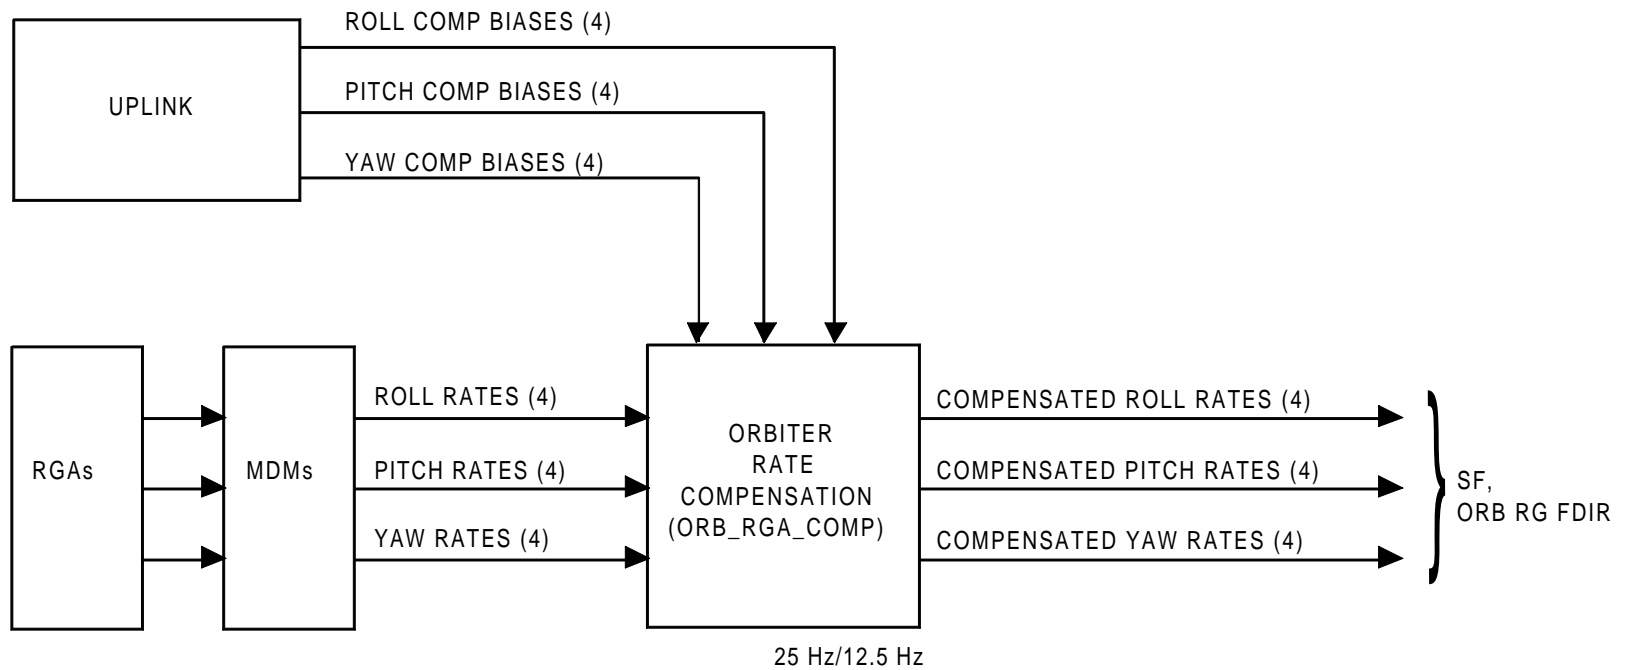 ROLL COMP BIASES (4)
UPLINK
PITCH COMP BIASES (4)
YAW COMP BIASES (4)
RGAs
MDMs
ROLL RATES (4)
PITCH RATES (4)
YAW RATES (4)
ORBITER
RATE
COMPENSATION
(ORB_RGA_COMP)
25 Hz/12.5 Hz
COMPENSATED ROLL RATES (4)
COMPENSATED PITCH RATES (4)
COMPENSATED YAW RATES (4)
SF,
ORB RG FDIR